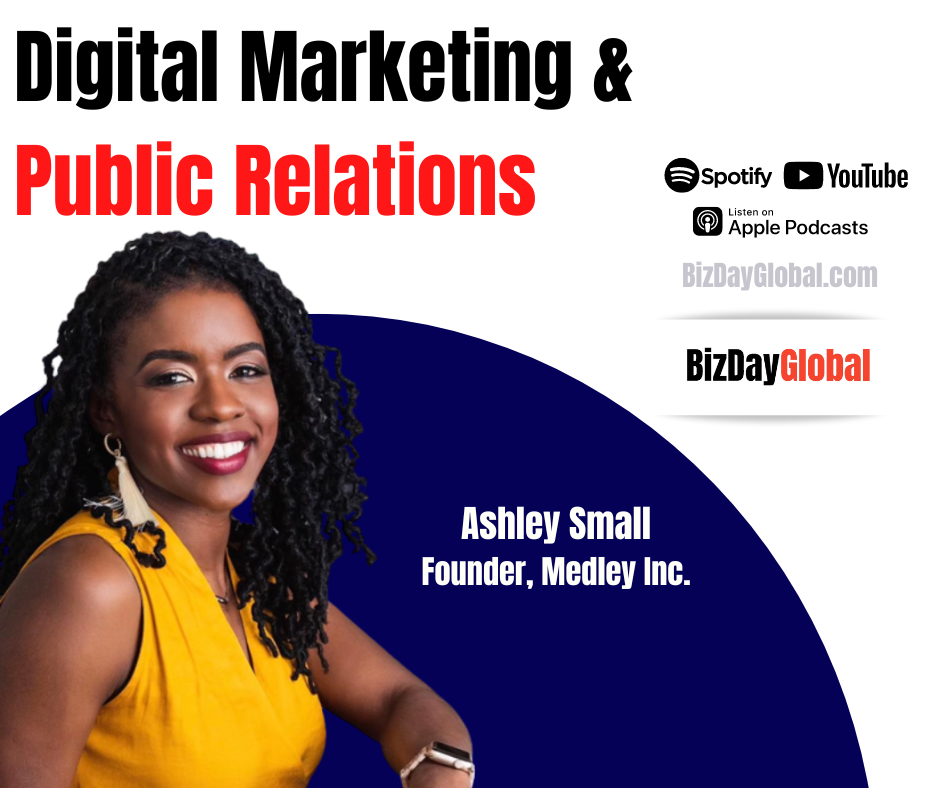 Digital Marketing &
Public Relations
Spotify YouTube
Listen on
Apple Podcasts
BizDayGlobal.com
BizDayGlobal
Ashley Small
Founder, Medley Inc.